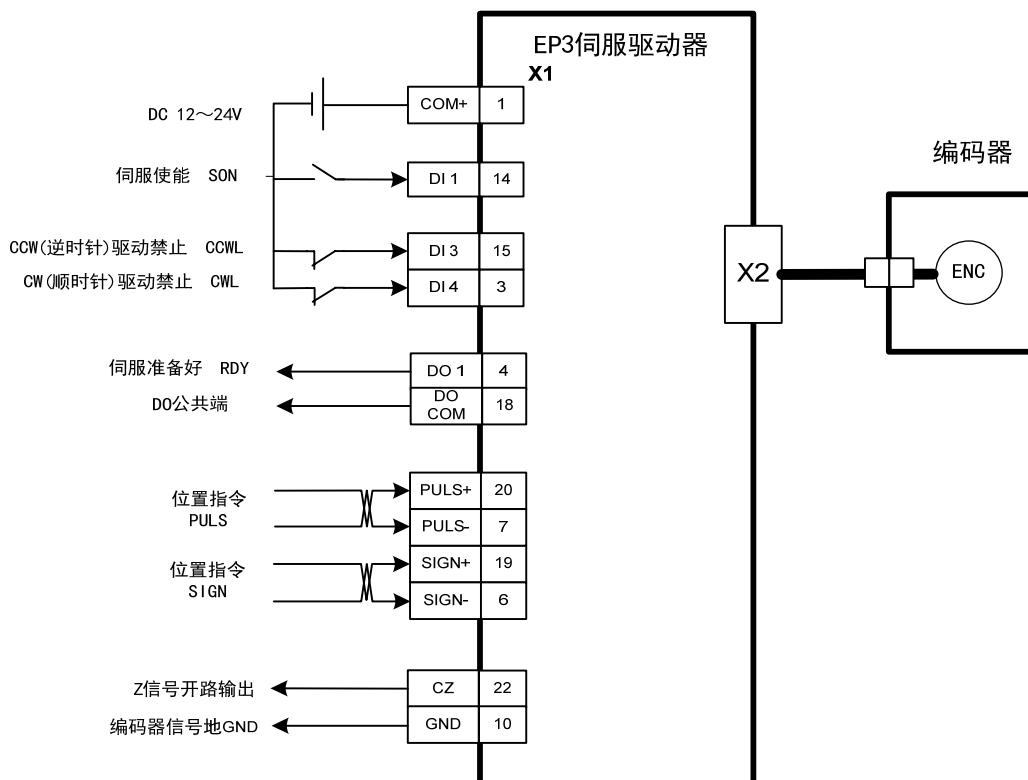 EP3伺服驱动器
X1
DC 12～24V
COM+ 1
伺服使能 SON
DI 1 14
CCW(逆时针)驱动禁止 CCWL
DI 3 15
CW(顺时针)驱动禁止 CWL
DI 4 3
编码器
X2
ENC
伺服准备好 RDY
DO 1 4
DO公共端
DO
COM
18
位置指令
PULS
PULS+ 20
PULS- 7
位置指令
SIGN
SIGN+ 19
SIGN- 6
Z信号开路输出
CZ 22
编码器信号地GND
GND 10